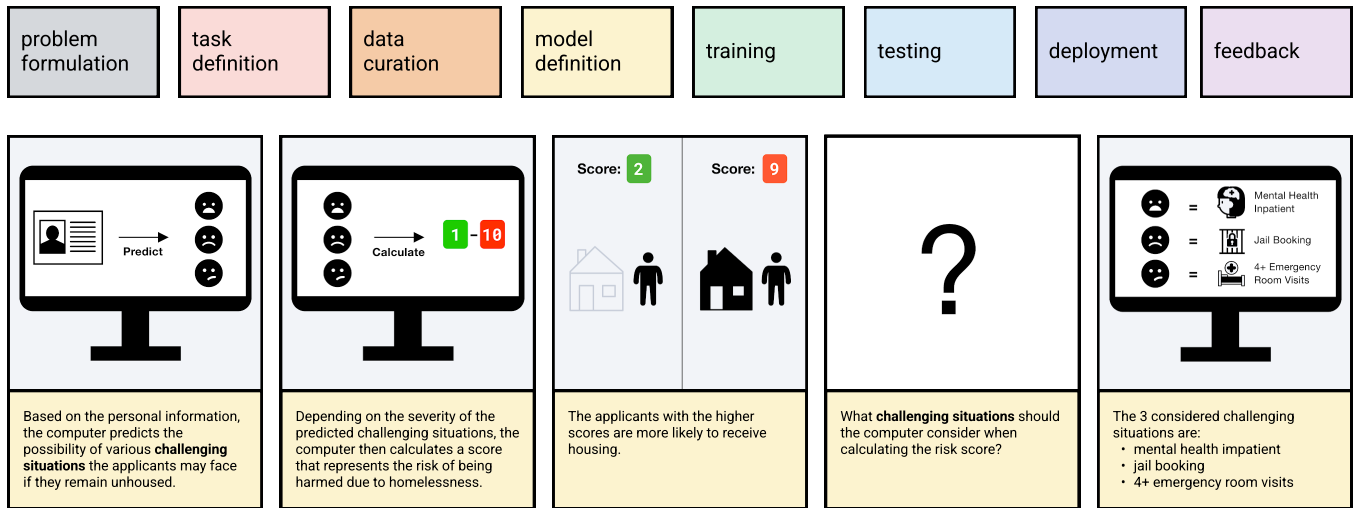 problem
formulation
task
definition
data
curation
model
definition
training
testing
deployment
feedback
Predict
Based on the personal information,
the computer predicts the
possibility of various challenging
situations the applicants may face
if they remain unhoused.
Calculate
1 - 10
Depending on the severity of the
predicted challenging situations, the
computer then calculates a score
that represents the risk of being
harmed due to homelessness.
Score: 2
Score: 9
The applicants with the higher
scores are more likely to receive
housing.
?
What challenging situations should
the computer consider when
calculating the risk score?
= Mental Health
Inpatient
= Jail Booking
= 4+ Emergency
Room Visits
The 3 considered challenging
situations are:
• mental health impatient
• jail booking
• 4+ emergency room visits